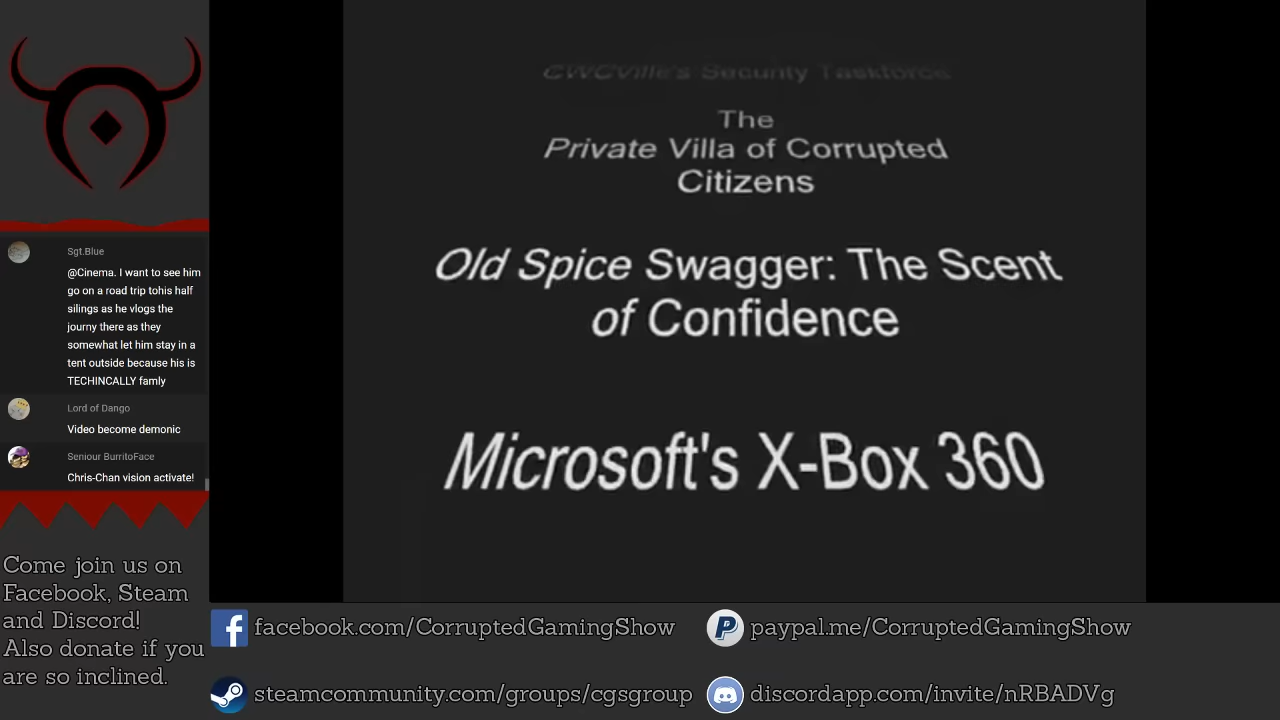 Sgt.Blue
@Cinema. I want to see him
go on a road trip tohis half
silings as he vlogs the
journy there as they
somewhat let him stay in a
tent outside because his is
TECHINCALLY famly
Lord of Dango
Video become demonic
Seniour BurritoFace
Chris-Chan vision activate!
Come join us on
Facebook, Steam
and Discord!
Also donate if you
are so inclined.
CWCVille's Security Taskforce
The
Private Villa of Corrupted
Citizens
Old Spice Swagger: The Scent
of Confidence
Microsoft's X-Box 360
facebook.com/CorruptedGamingShow
paypal.me/CorruptedGamingShow
steamcommunity.com/groups/cgsgroup
discordapp.com/invite/nRBADVg